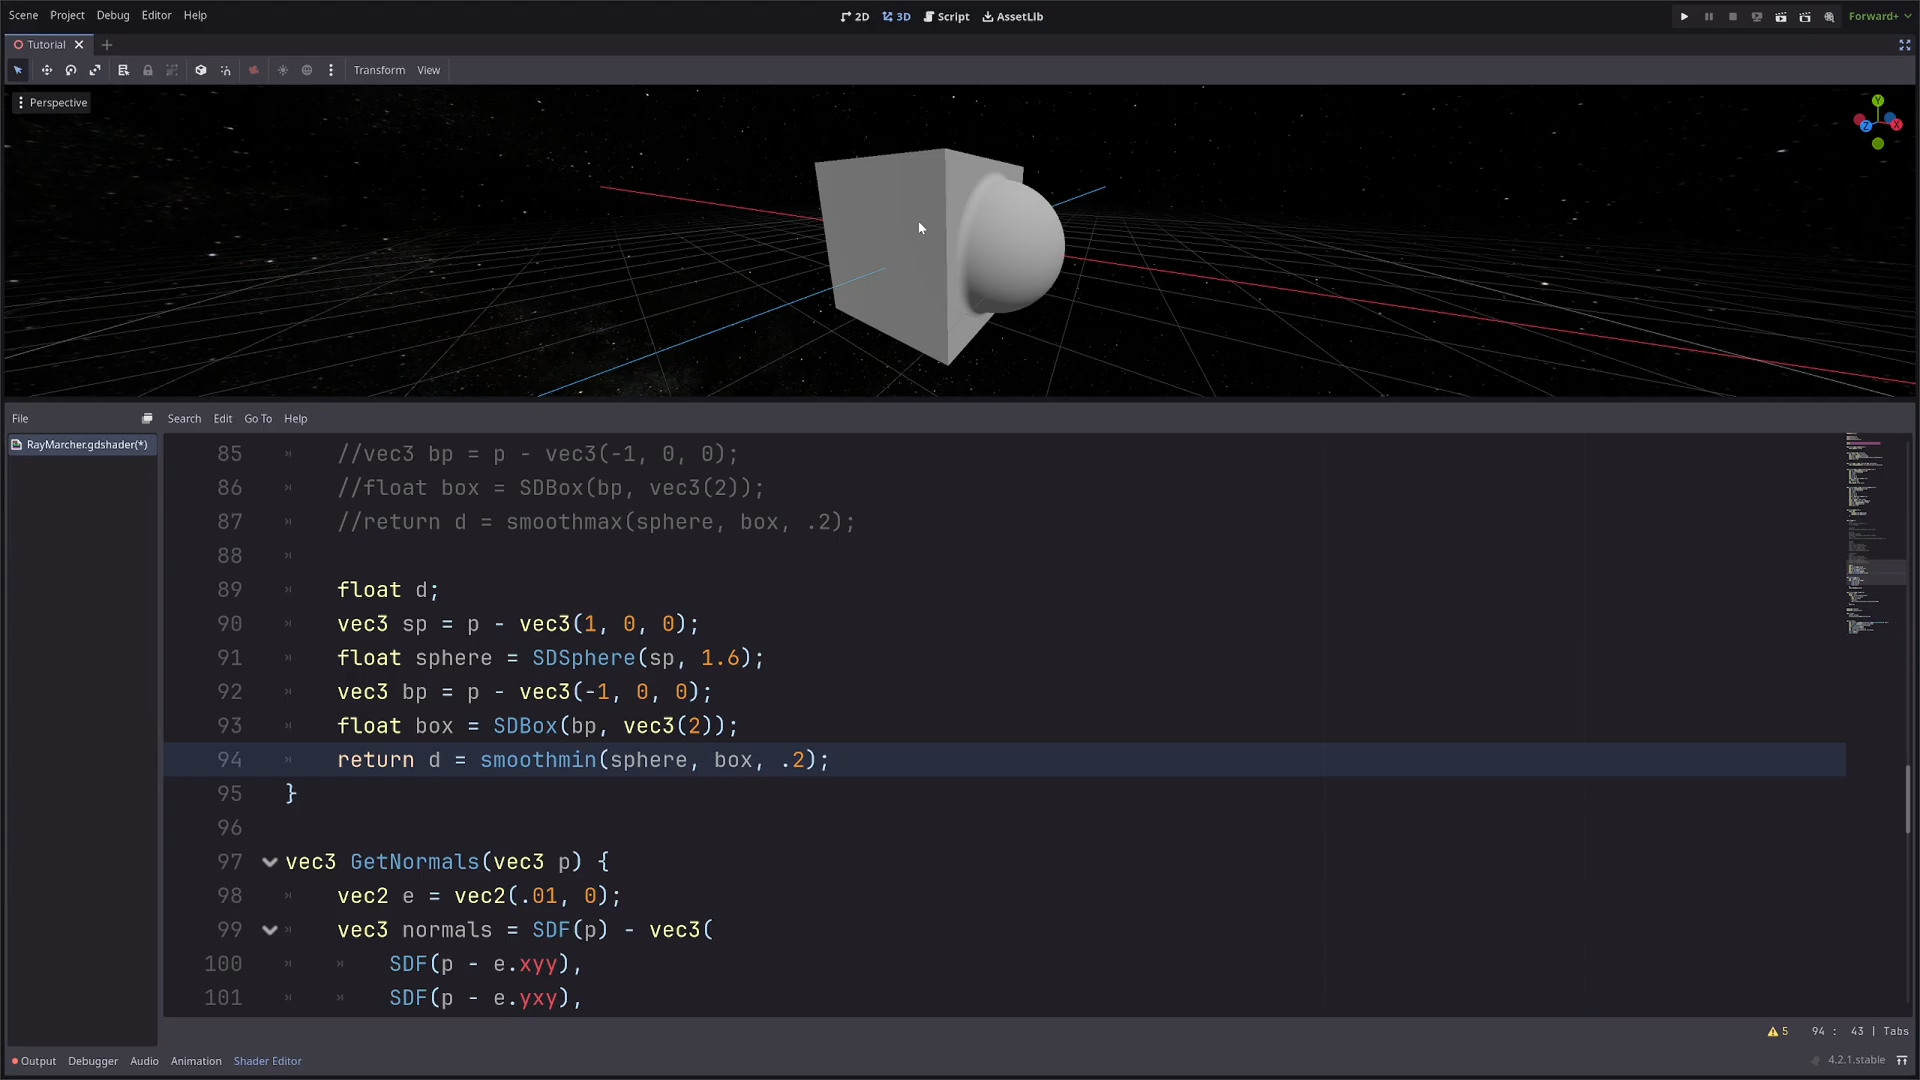 Scene Project Debug Editor Help
2D 3D Script AssetLib
Forward+
Tutorial
Transform View
Perspective
Y
Z X
File
Search Edit Go To Help
RayMarcher.gdshader(*)
85 //vec3 bp = p - vec3(-1, 0, 0);
86 //float box = SDBox(bp, vec3(2));
87 //return d = smoothmax(sphere, box, .2);
88
89 float d;
90 vec3 sp = p - vec3(1, 0, 0);
91 float sphere = SDSphere(sp, 1.6);
92 vec3 bp = p - vec3(-1, 0, 0);
93 float box = SDBox(bp, vec3(2));
94 return d = smoothmin(sphere, box, .2);
95 }
96
97 vec3 GetNormals(vec3 p) {
98 vec2 e = vec2(.01, 0);
99 vec3 normals = SDF(p) - vec3(
100 SDF(p - e.xyy),
101 SDF(p - e.yxy),
5 94 : 43 | Tabs
Output Debugger Audio Animation Shader Editor
4.2.1.stable